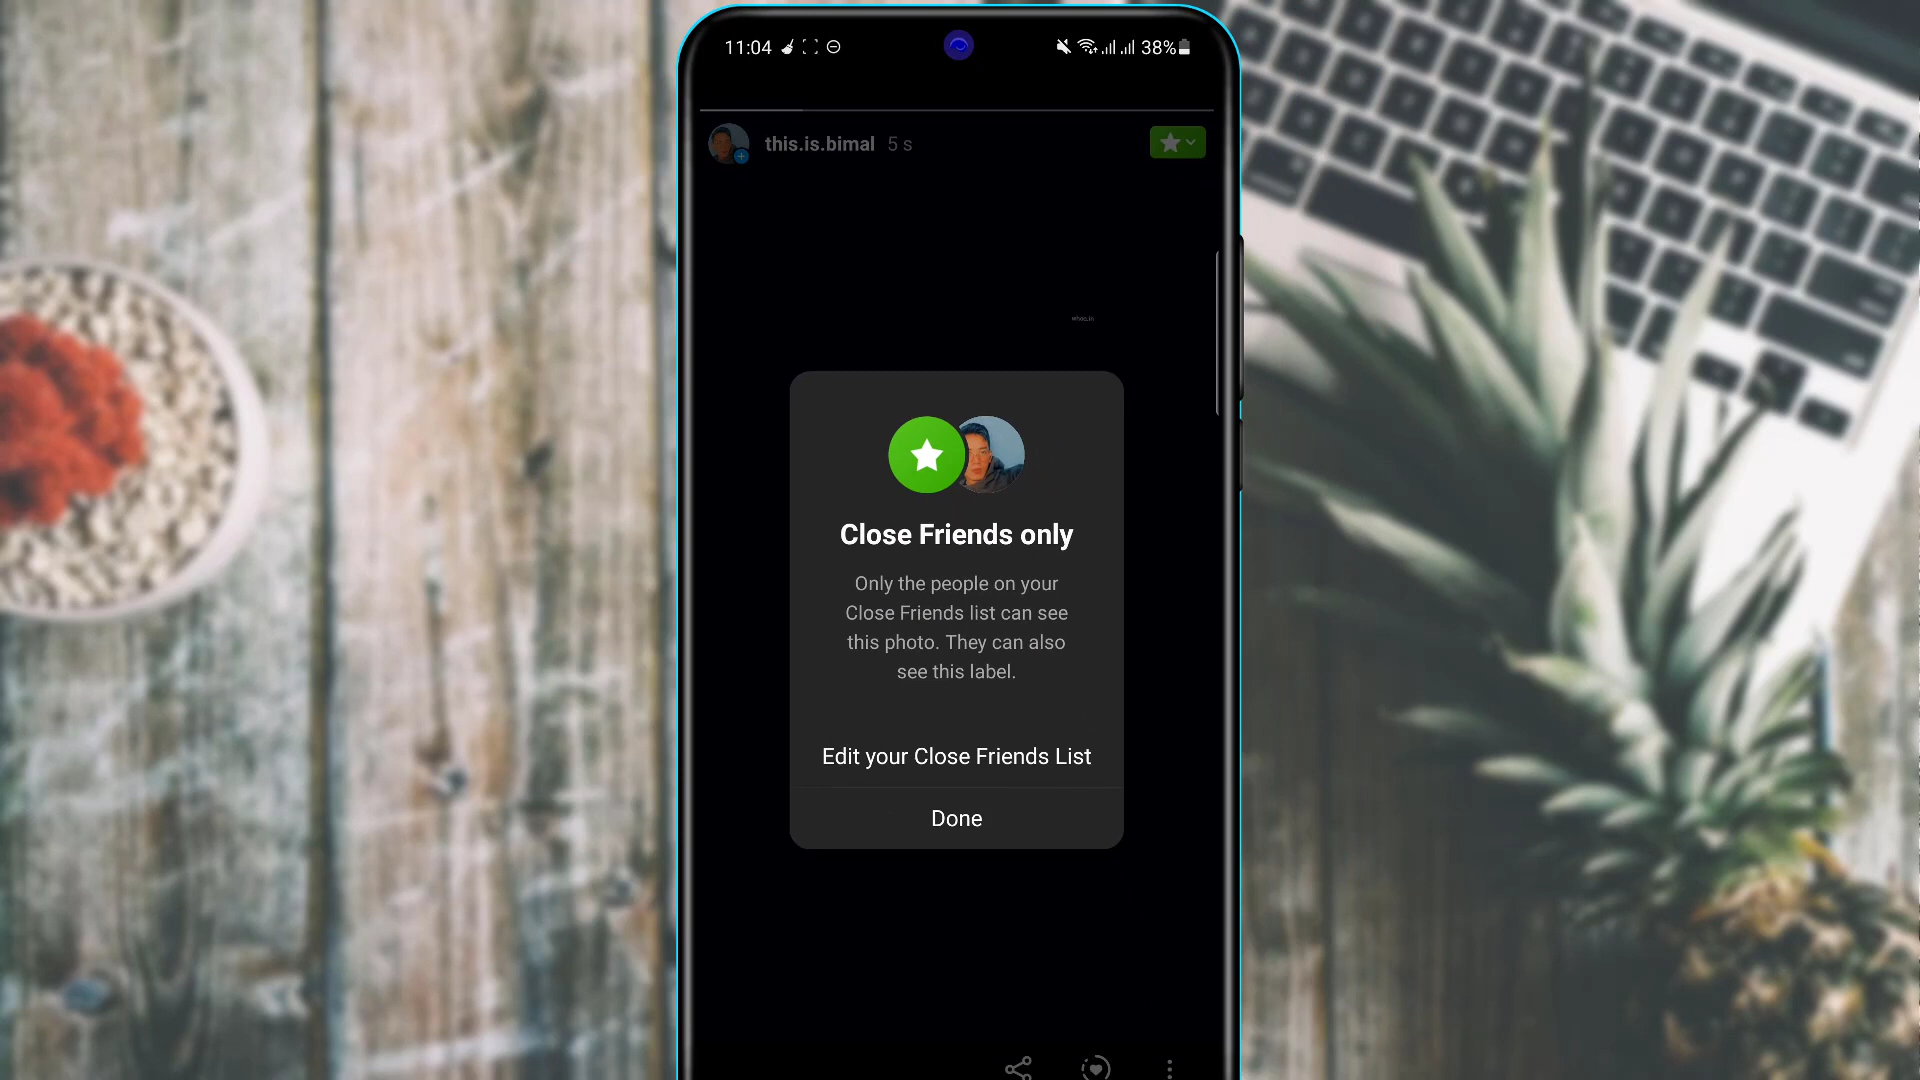 11:04
38%
this.is.bimal 5 s
Close Friends only
Only the people on your
Close Friends list can see
this photo. They can also
see this label.
Edit your Close Friends List
Done